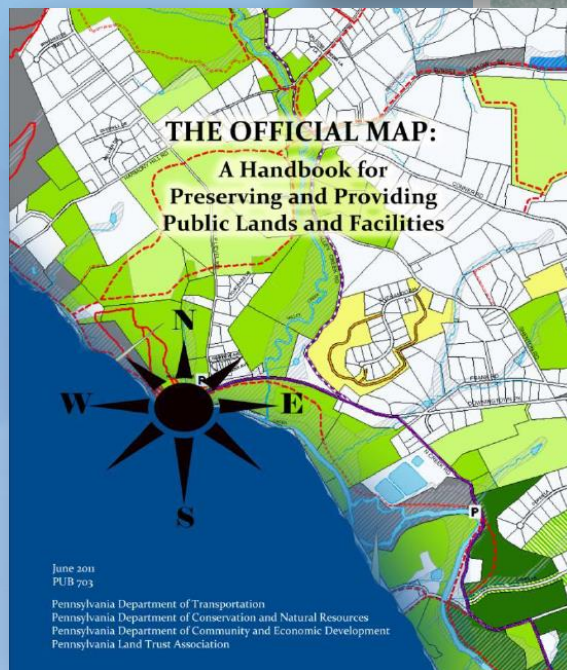 THE OFFICIAL MAP:
A Handbook for
Preserving and Providing
Public Lands and Facilities
N
W
E
S
P
P
June 2011
PUB 703
Pennsylvania Department of Transportation
Pennsylvania Department of Conservation and Natural Resources
Pennsylvania Department of Community and Economic Development
Pennsylvania Land Trust Association